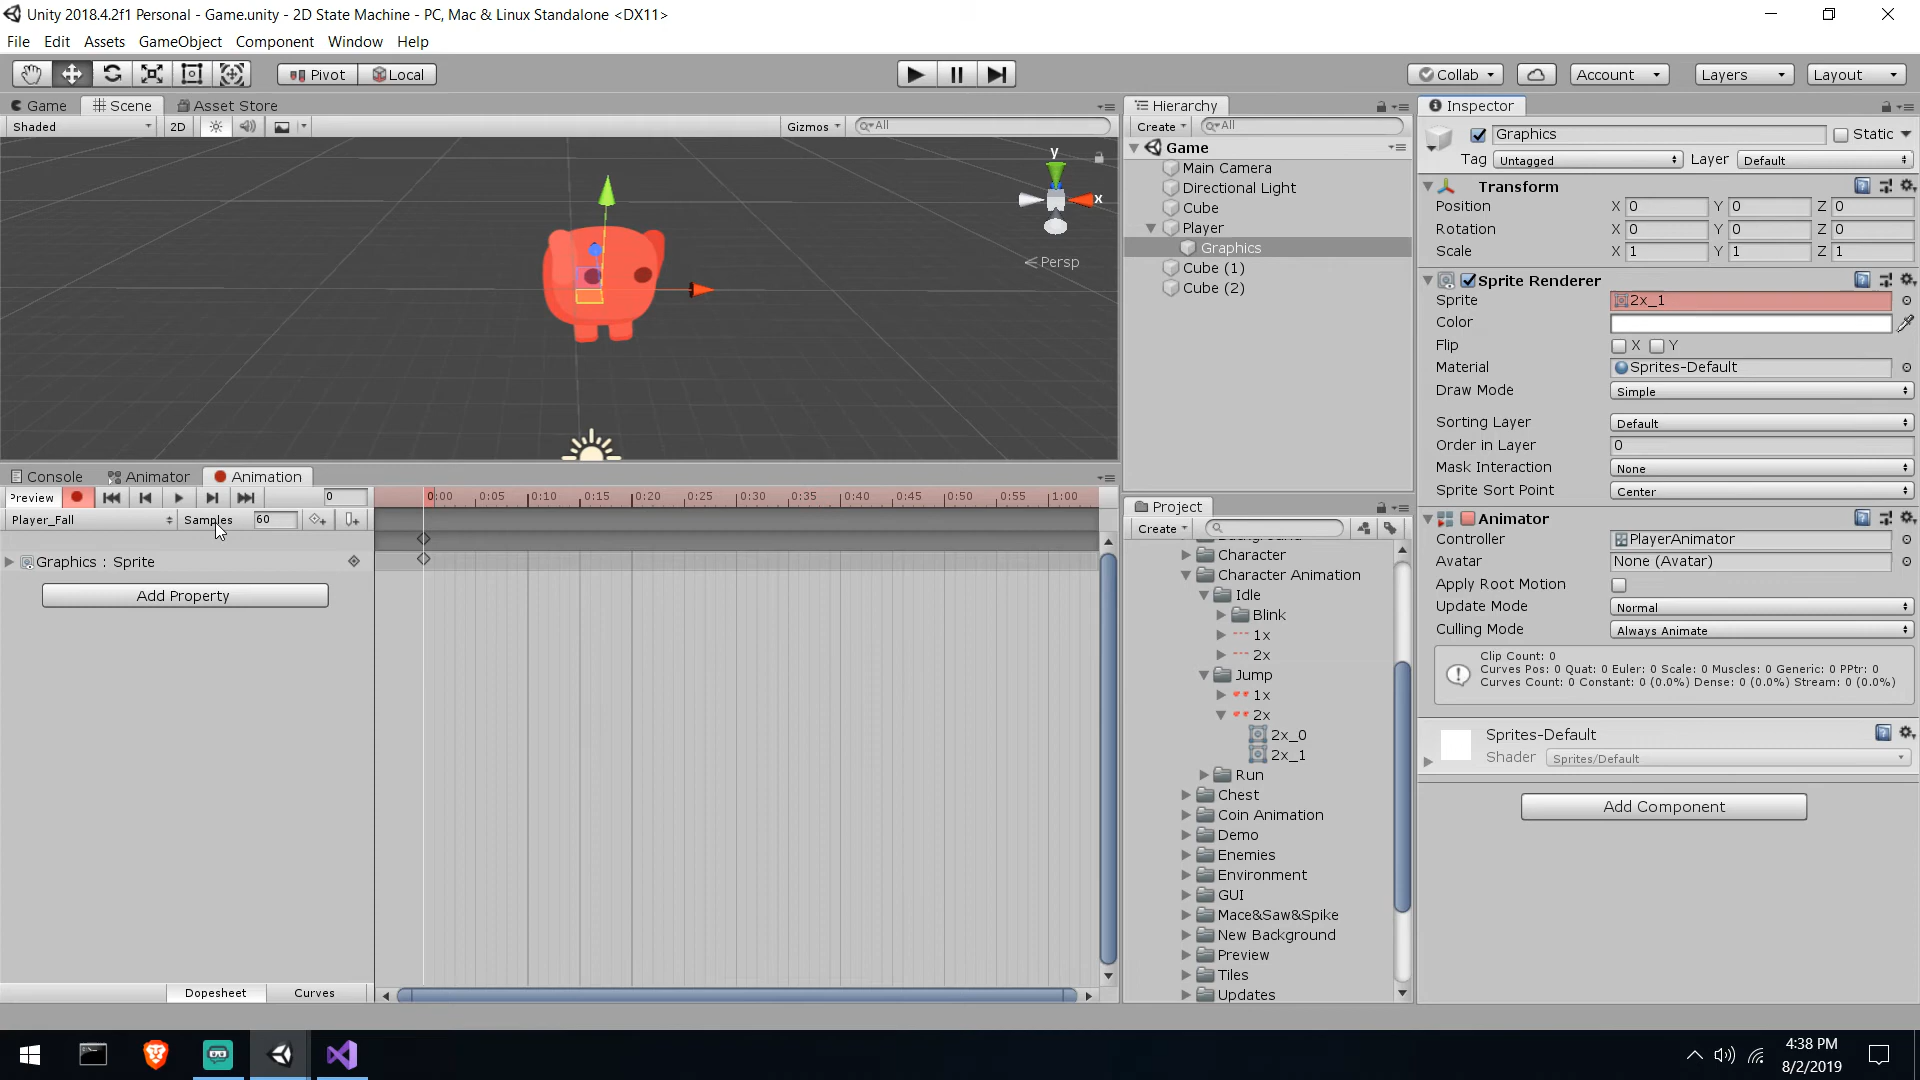 Unity 2018.4.2f1 Personal - Game.unity - 2D State Machine - PC, Mac & Linux Standalone <DX11>
File Edit Assets GameObject Component Window Help
Pivot Local Collab Account Layers Layout
Game Scene Asset Store
Shaded 2D Gizmos All
y
x
Persp
Console Animator Animation
Preview 0 0:00 0:05 0:10 0:15 0:20 0:25 0:30 0:35 0:40 0:45 0:50 0:55 1:00
Player_Fall Samples 60
Graphics : Sprite
Add Property
Dopesheet Curves
Hierarchy
Create All
Game
Main Camera
Directional Light
Cube
Player
Graphics
Cube (1)
Cube (2)
Project
Create
Character
Character Animation
Idle
Blink
1x
2x
Jump
1x
2x
2x_0
2x_1
Run
Chest
Coin Animation
Demo
Enemies
Environment
GUI
Mace&Saw&Spike
New Background
Preview
Tiles
Updates
Inspector
Graphics Static
Tag Untagged Layer Default
Transform
Position X 0 Y 0 Z 0
Rotation X 0 Y 0 Z 0
Scale X 1 Y 1 Z 1
Sprite Renderer
Sprite 2x_1
Color
Flip X Y
Material Sprites-Default
Draw Mode Simple
Sorting Layer Default
Order in Layer 0
Mask Interaction None
Sprite Sort Point Center
Animator
Controller PlayerAnimator
Avatar None (Avatar)
Apply Root Motion
Update Mode Normal
Culling Mode Always Animate
Clip Count: 0
Curves Pos: 0 Quat: 0 Euler: 0 Scale: 0 Muscles: 0 Generic: 0 PPtr: 0
Curves Count: 0 Constant: 0 (0.0%) Dense: 0 (0.0%) Stream: 0 (0.0%)
Sprites-Default
Shader Sprites/Default
Add Component
4:38 PM
8/2/2019